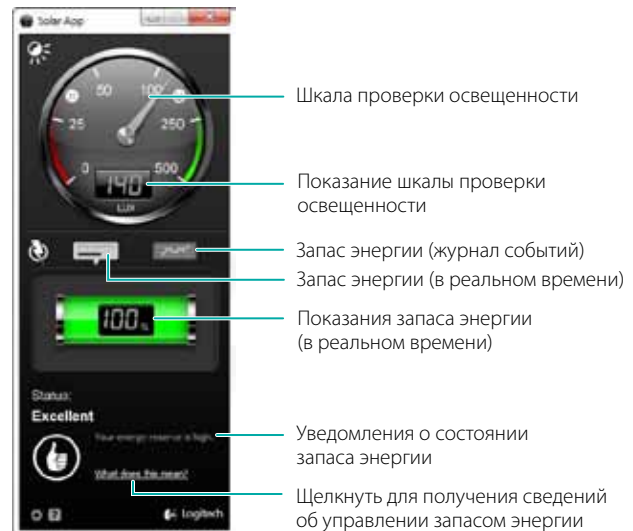 Solar App
50
100
25
250
0
500
140
LUX
100 %
Status:
Excellent
Your energy reserve is high.
What does this mean?
Logitech
Шкала проверки освещенности
Показание шкалы проверки
освещенности
Запас энергии (журнал событий)
Запас энергии (в реальном времени)
Показания запаса энергии
(в реальном времени)
Уведомления о состоянии
запаса энергии
Щелкнуть для получения сведений
об управлении запасом энергии